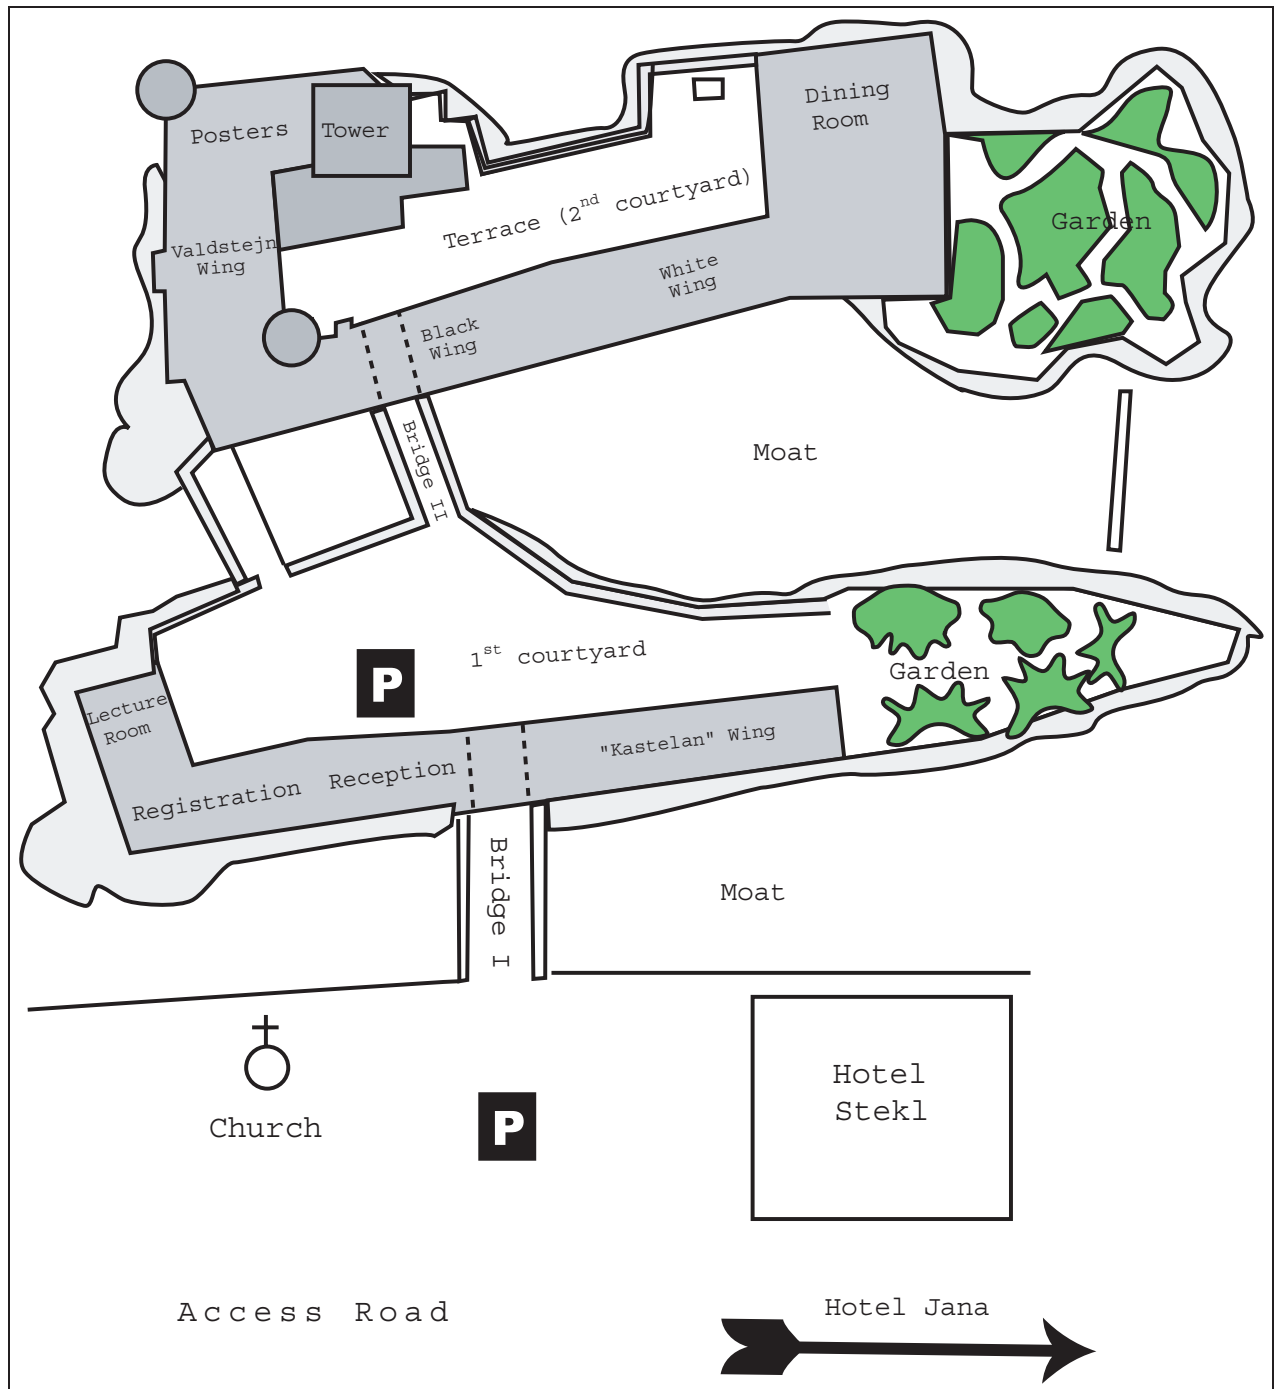 Dining
Room
Posters
Tower
Terrace (2nd courtyard)
Garden
Valdstejn
Wing
White
Wing
Black
Wing
Bridge II
Moat
1st courtyard
P
Garden
Lecture
Room
"Kastelan" Wing
Reception
Registration
Bridge I
Moat
Hotel
Stekl
Church
P
Access Road
Hotel Jana